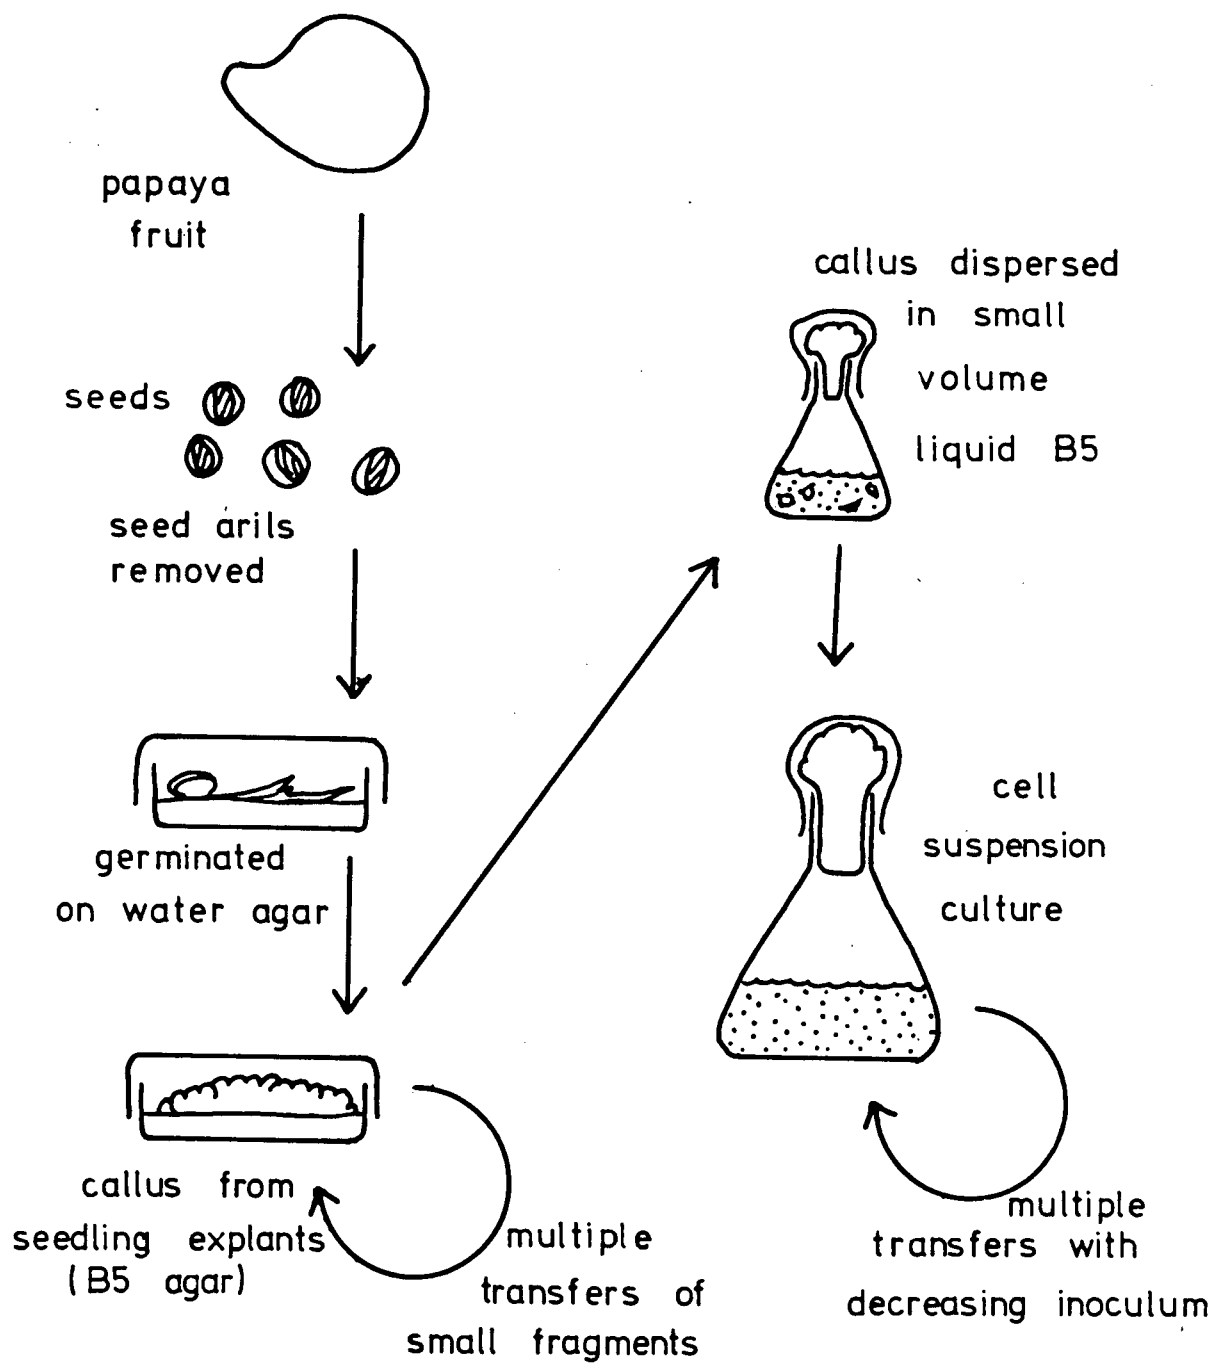 papaya
fruit
seeds
seed arils
removed
germinated
on water agar
callus from
seedling explants
(B5 agar)
multiple
transfers of
small fragments
callus dispersed
in small
volume
liquid B5
cell
suspension
culture
multiple
transfers with
decreasing inoculum